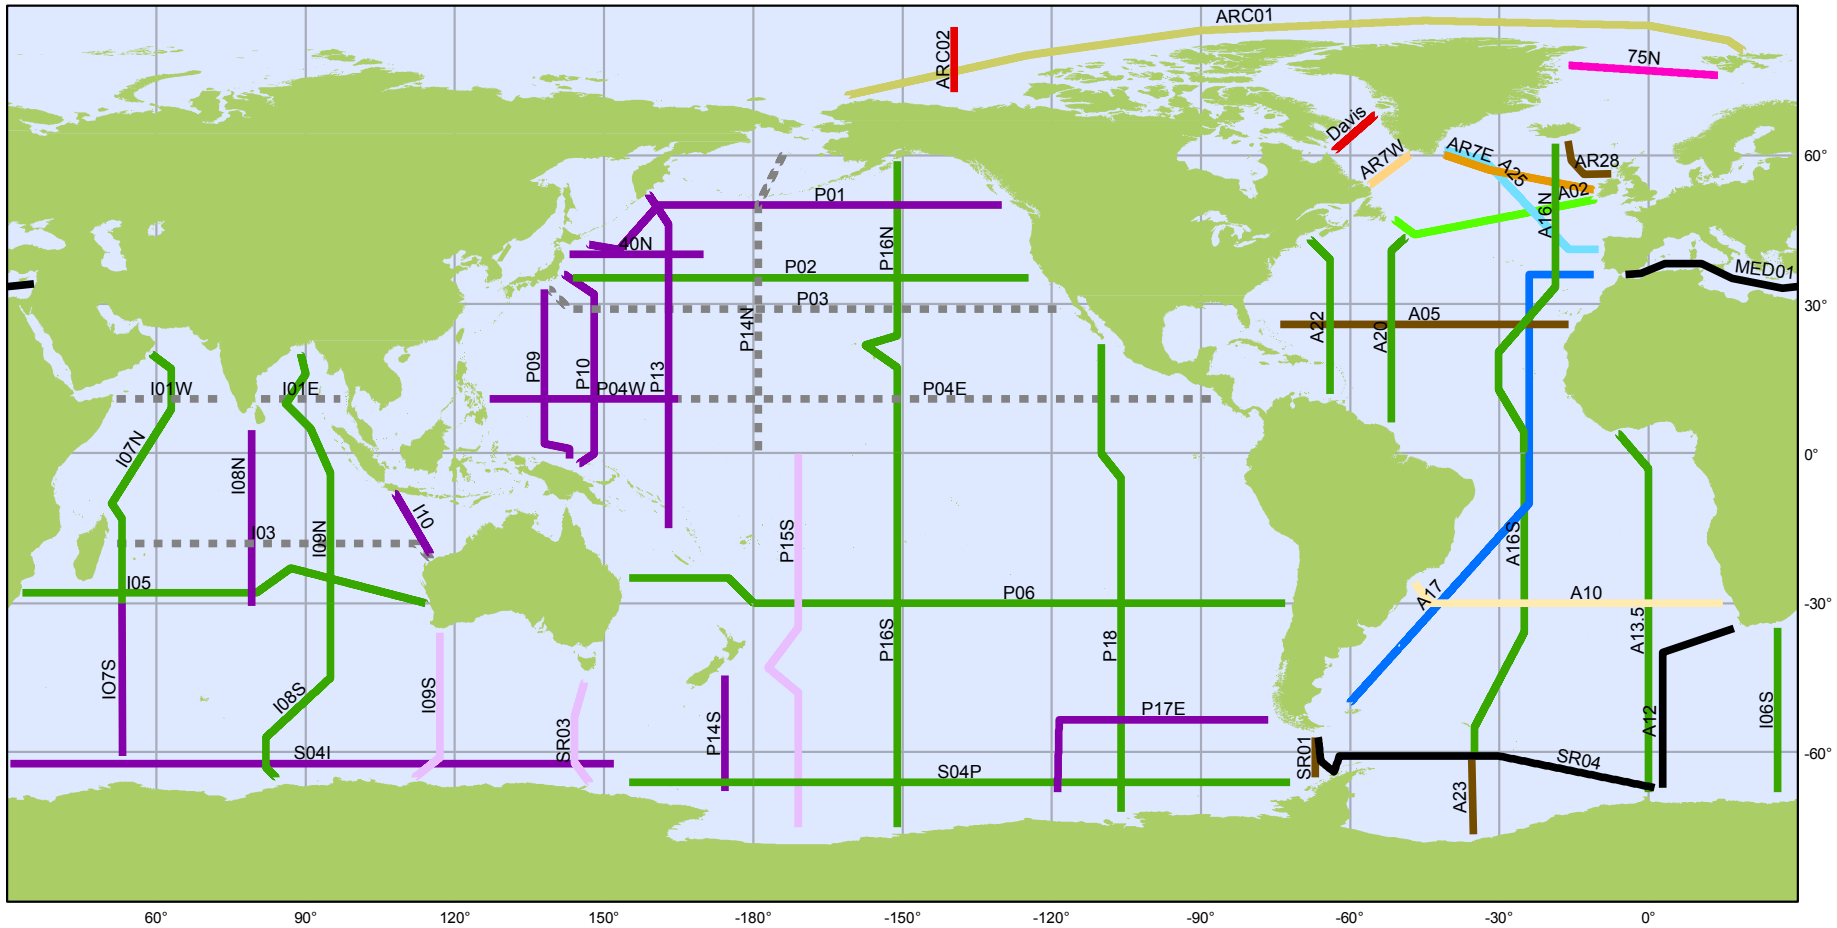 ARC01
ARC02
75N
Davis
AR7W
AR7E
A25
AR28
A02
60°
P01
A16N
P16N
40N
P02
MED01
P03
30°
P14N
A22
A05
A20
P09
P10
P13
I01W
I01E
P04W
P04E
I07N
0°
I08N
I10
I03
I09N
P15S
A16S
I05
P06
A17
A10
-30°
P16S
P18
A13.5
IO7S
I08S
I09S
P14S
P17E
A12
I06S
SR03
S04I
SR01
SR04
-60°
S04P
A23
60°
90°
120°
150°
-180°
-150°
-120°
-90°
-60°
-30°
0°